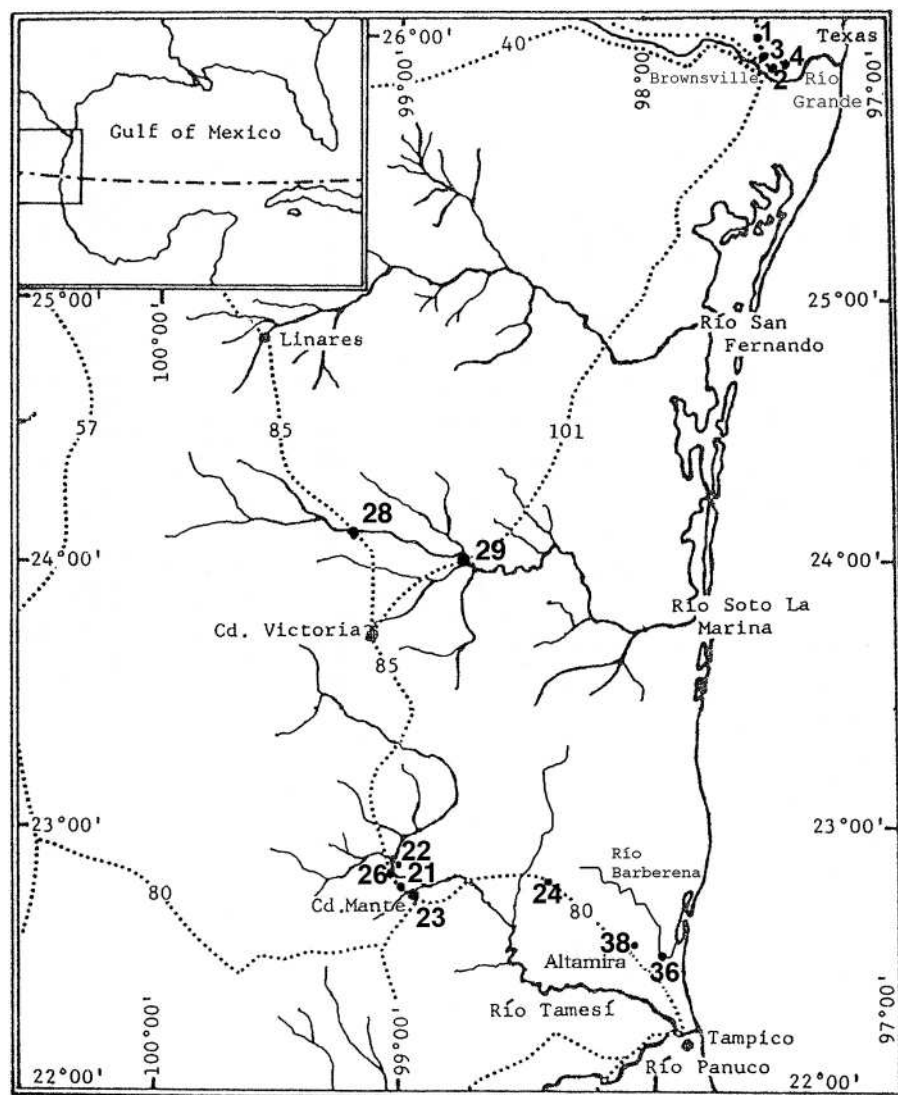 26°00'
99°00'
40
98°00'
1
3
4
2
Texas
Brownsville
Río
Grande
97°00'
Gulf of Mexico
25°00'
25°00'
100°00'
Linares
Río San
Fernando
57
85
101
28
29
24°00'
24°00'
Cd. Victoria
85
Río Soto La
Marina
23°00'
23°00'
22
26
21
Cd.Mante
23
24
80
80
Río
Barberena
38
Altamira
36
Río Tamesí
100°00'
99°00'
97°00'
Tampico
Río Panuco
22°00'
22°00'